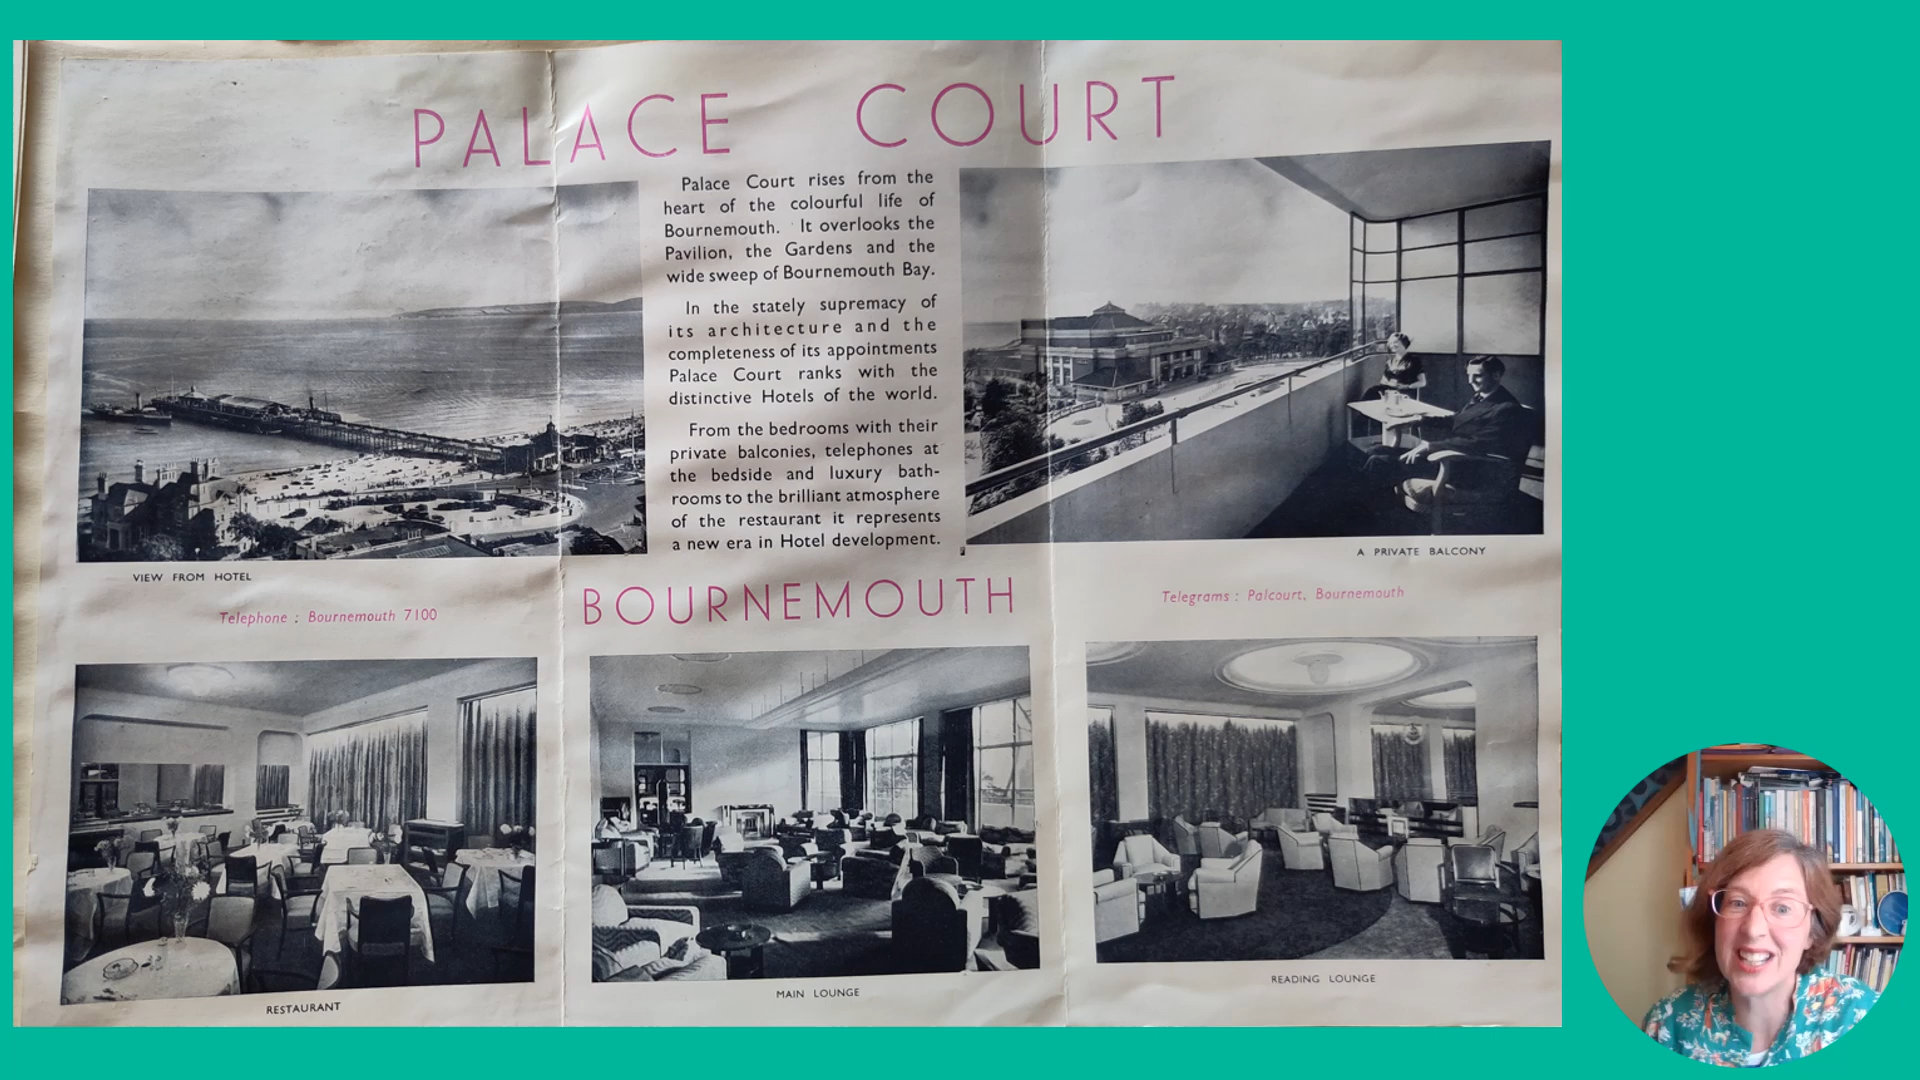 PALACE COURT
Palace Court rises from the
heart of the colourful life of
Bournemouth. It overlooks the
Pavilion, the Gardens and the
wide sweep of Bournemouth Bay.
In the stately supremacy of
its architecture and the
completeness of its appointments
Palace Court ranks with the
distinctive Hotels of the world.
From the bedrooms with their
private balconies, telephones at
the bedside and luxury bath-
rooms to the brilliant atmosphere
of the restaurant it represents
a new era in Hotel development.
VIEW FROM HOTEL
A PRIVATE BALCONY
Telephone : Bournemouth 7100
BOURNEMOUTH
Telegrams : Palcourt, Bournemouth
RESTAURANT
MAIN LOUNGE
READING LOUNGE